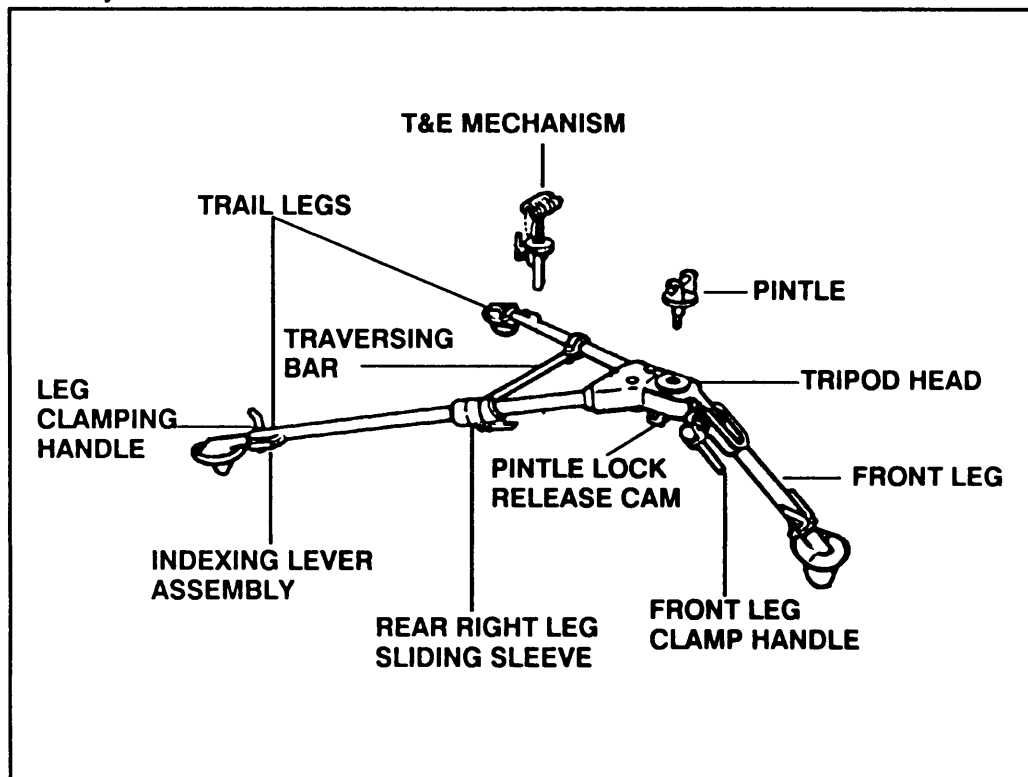 T&E MECHANISM
TRAIL LEGS
PINTLE
TRAVERSING
BAR
TRIPOD HEAD
LEG
CLAMPING
HANDLE
PINTLE LOCK
RELEASE CAM
FRONT LEG
INDEXING LEVER
ASSEMBLY
REAR RIGHT LEG
SLIDING SLEEVE
FRONT LEG
CLAMP HANDLE